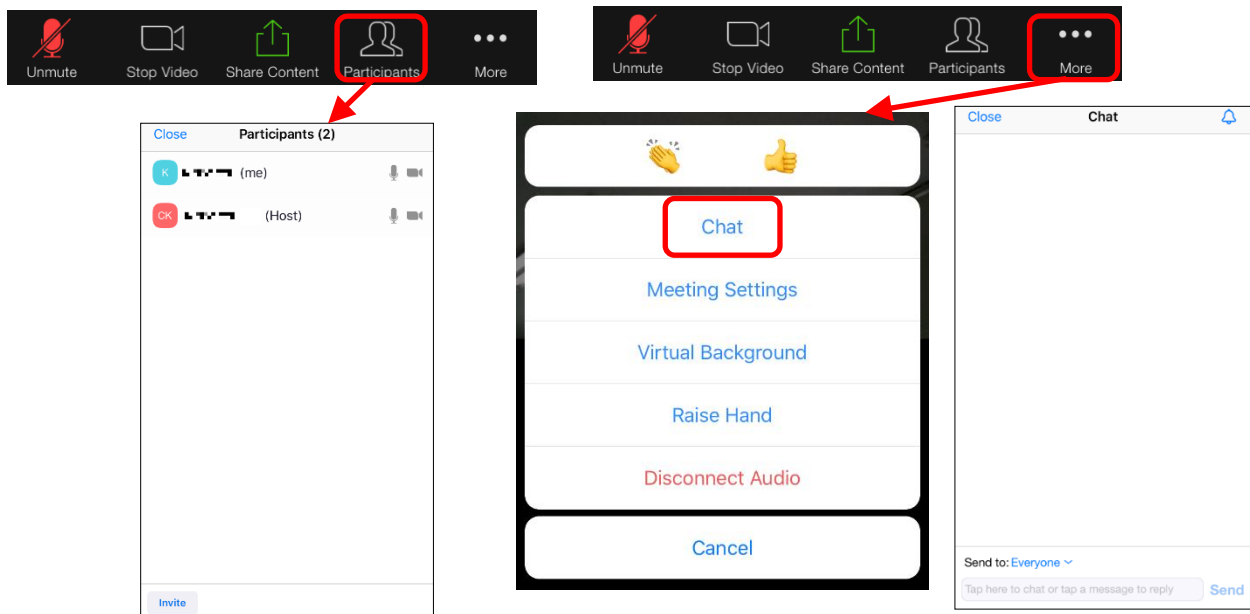 Unmute Stop Video Share Content Participants More
Unmute Stop Video Share Content Participants More
Close Participants (2)
K (me)
CK (Host)
Invite
Chat
Meeting Settings
Virtual Background
Raise Hand
Disconnect Audio
Cancel
Close Chat
Send to: Everyone
Tap here to chat or tap a message to reply Send